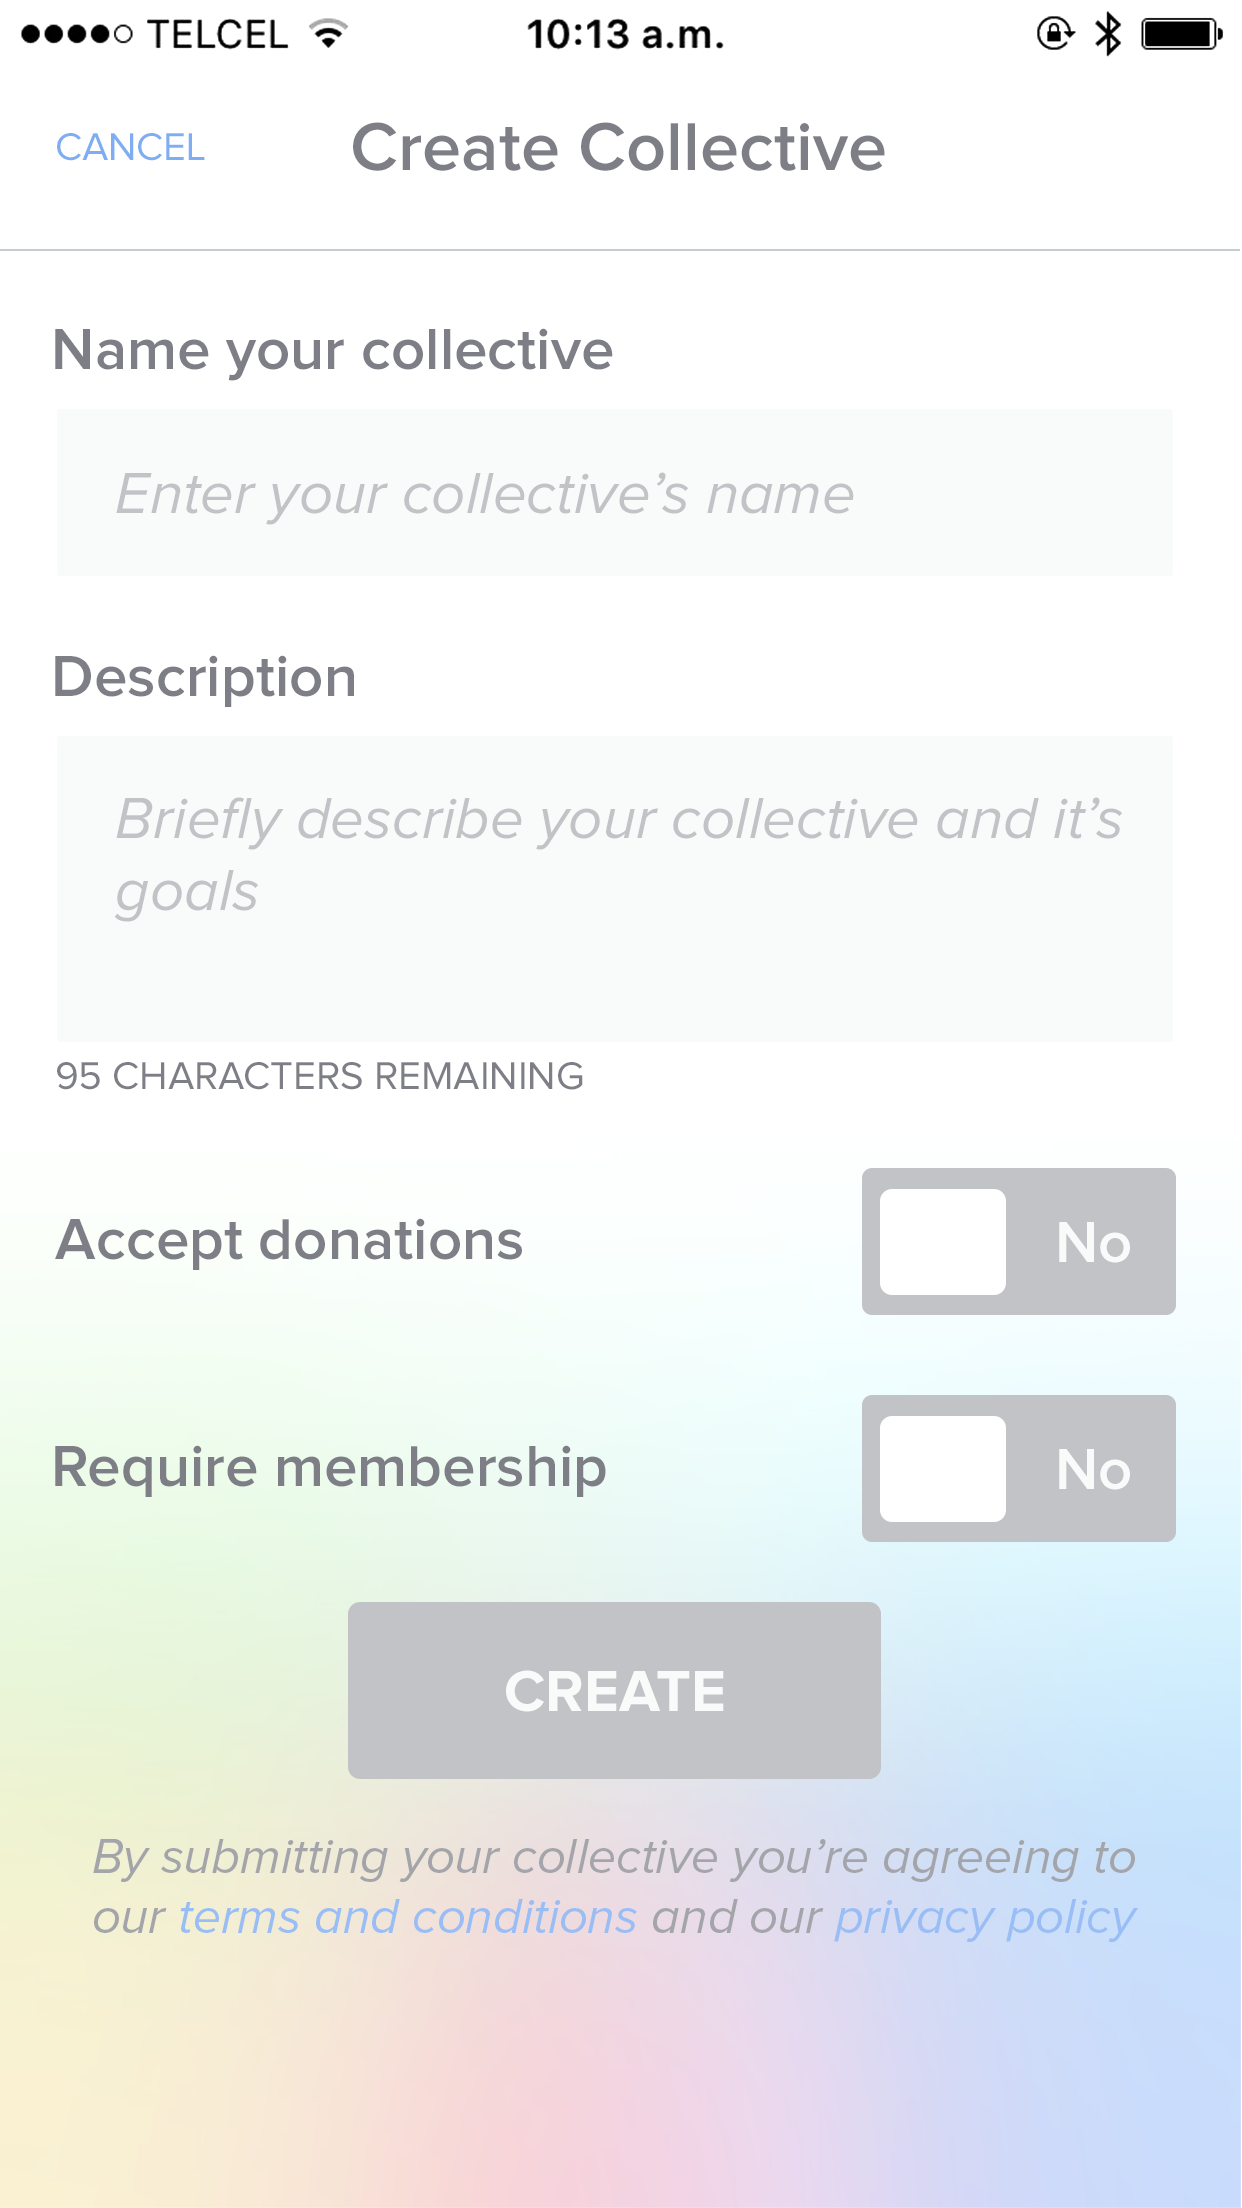 TELCEL 10:13 a.m.
CANCEL Create Collective
Name your collective
Enter your collective’s name
Description
Briefly describe your collective and it’s
goals
95 CHARACTERS REMAINING
Accept donations No
Require membership No
CREATE
By submitting your collective you’re agreeing to
our terms and conditions and our privacy policy